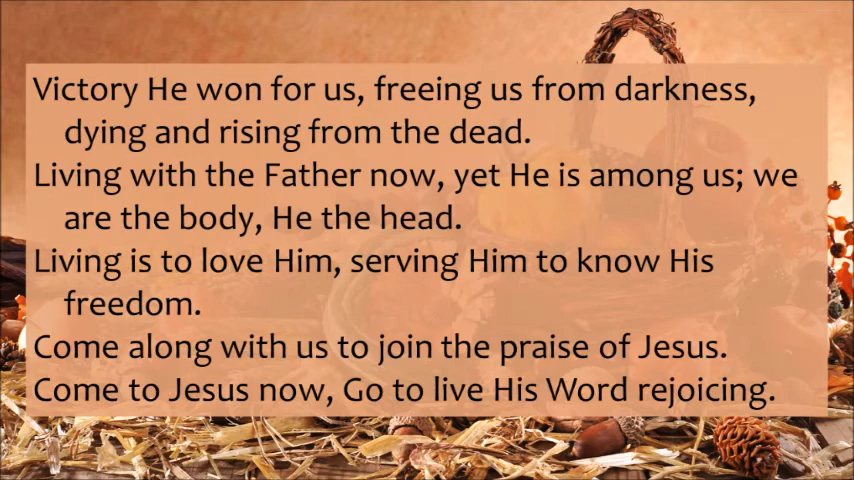 Victory He won for us, freeing us from darkness,
dying and rising from the dead.
Living with the Father now, yet He is among us; we
are the body, He the head.
Living is to love Him, serving Him to know His
freedom.
Come along with us to join the praise of Jesus.
Come to Jesus now, Go to live His Word rejoicing.